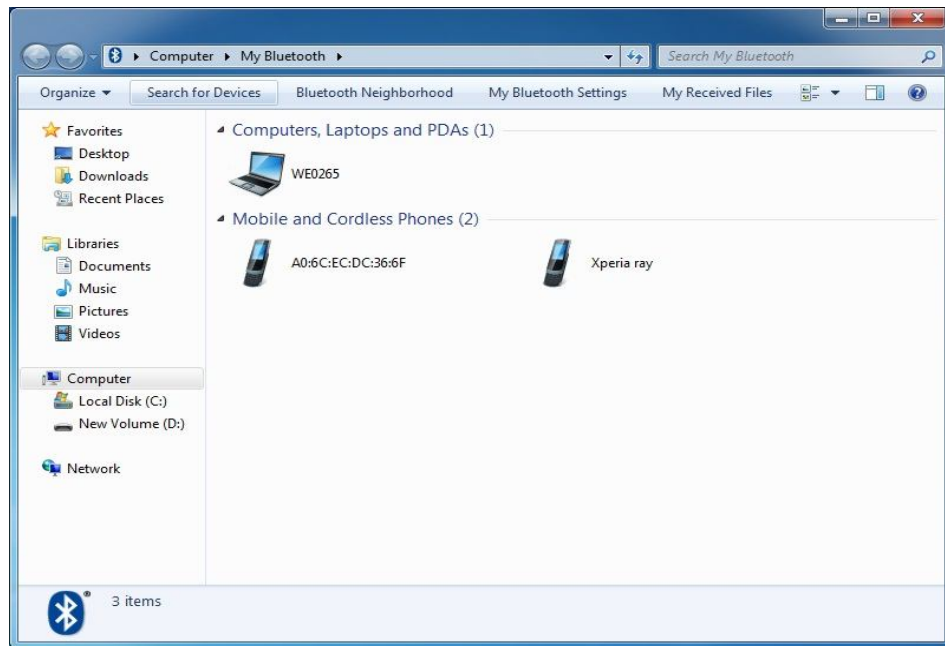 Computer My Bluetooth Search My Bluetooth
Organize Search for Devices Bluetooth Neighborhood My Bluetooth Settings My Received Files
Favorites
Desktop
Downloads
Recent Places
Libraries
Documents
Music
Pictures
Videos
Computer
Local Disk (C:)
New Volume (D:)
Network
Computers, Laptops and PDAs (1)
WE0265
Mobile and Cordless Phones (2)
A0:6C:EC:DC:36:6F Xperia ray
3 items